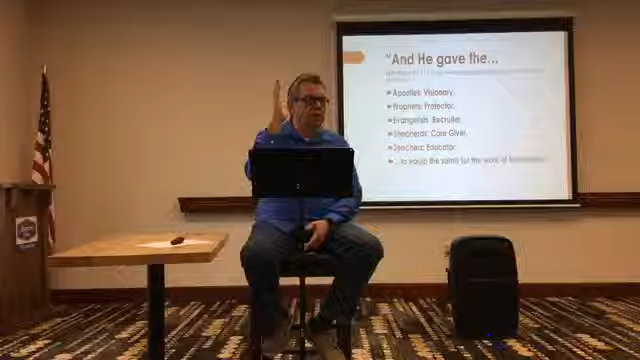 "And He gave the...
Apostles: Visionary.
Prophets: Protector.
Evangelists: Recruiter.
Shepherds: Care Giver.
Teachers: Educator.
...to equip the saints for the work of